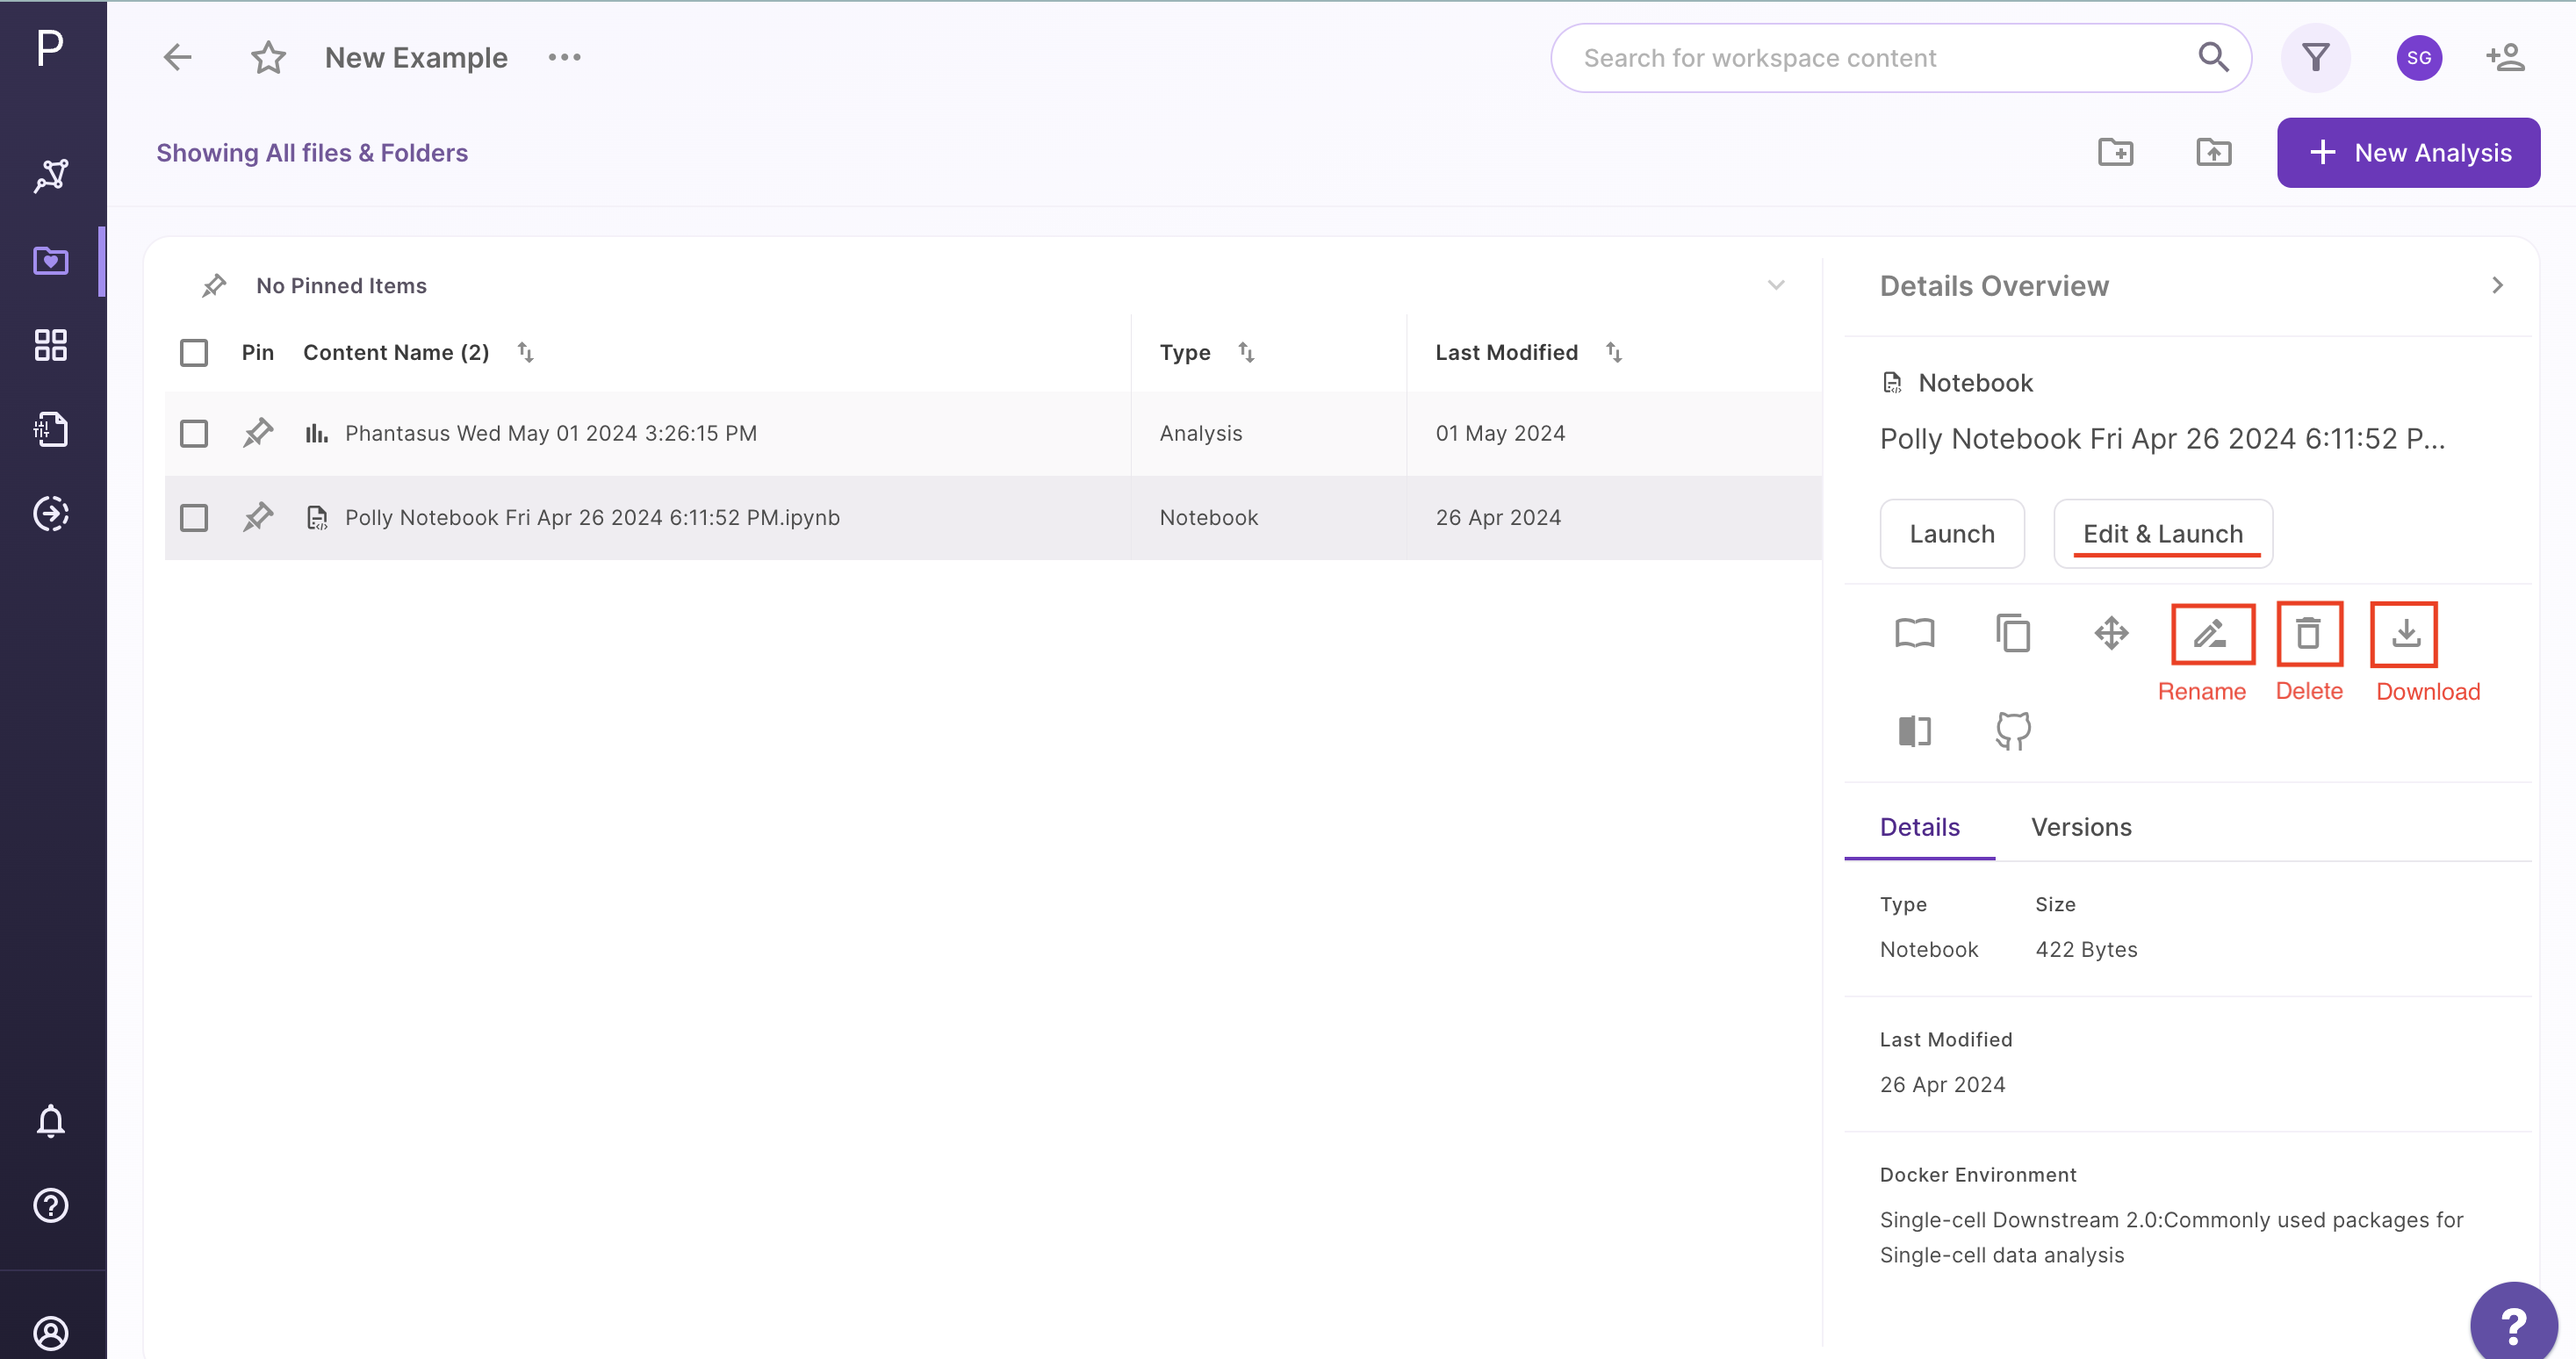 P
New Example
Search for workspace content
SG
Showing All files & Folders
+ New Analysis
No Pinned Items
Pin Content Name (2) Type Last Modified
Phantasus Wed May 01 2024 3:26:15 PM Analysis 01 May 2024
Polly Notebook Fri Apr 26 2024 6:11:52 PM.ipynb Notebook 26 Apr 2024
Details Overview
Notebook
Polly Notebook Fri Apr 26 2024 6:11:52 P...
Launch Edit & Launch
Rename Delete Download
Details Versions
Type Size
Notebook 422 Bytes
Last Modified
26 Apr 2024
Docker Environment
Single-cell Downstream 2.0:Commonly used packages for
Single-cell data analysis
?